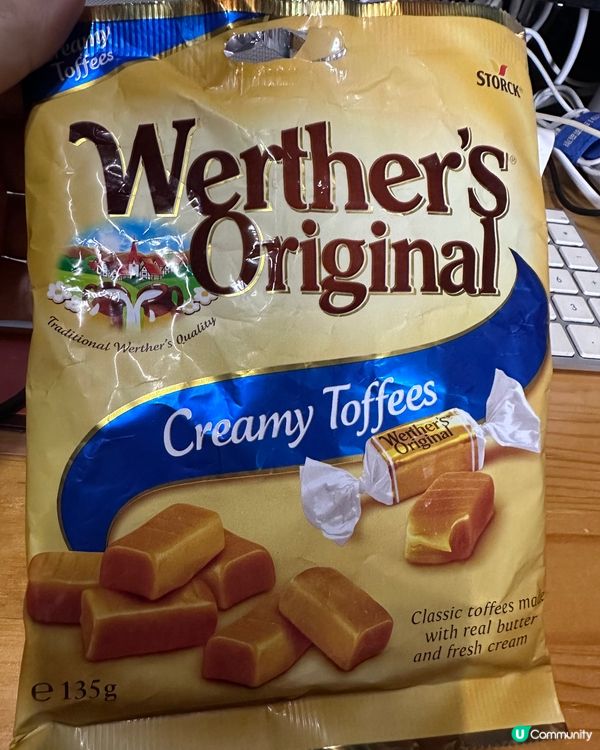 Creamy
Toffees
STORCK
Werther's
Original
Traditional Werther's Quality
Creamy Toffees
Werther's
Original
Classic toffees made
with real butter
and fresh cream
℮ 135g
U Community